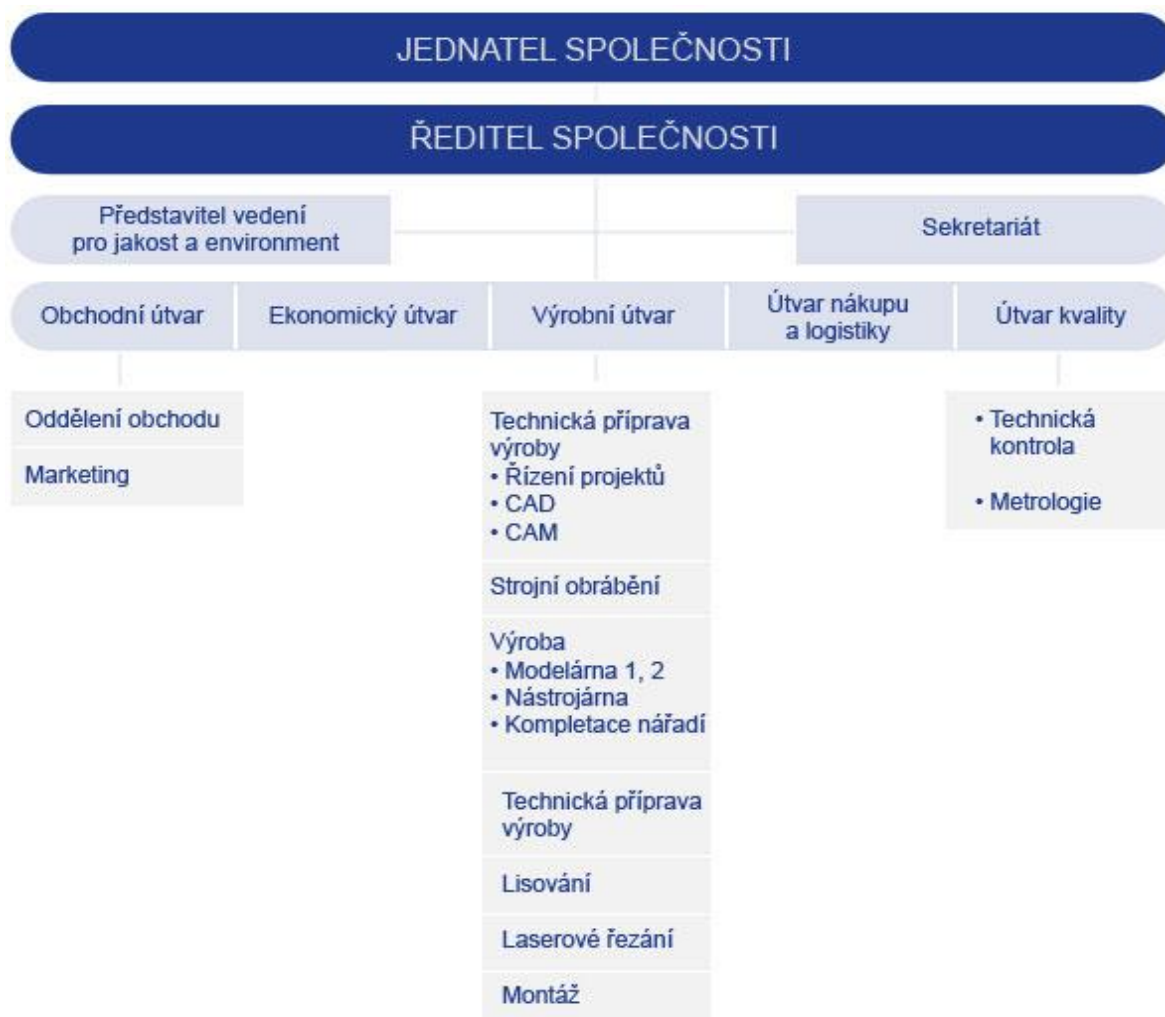 JEDNATEL SPOLEČNOSTI
ŘEDITEL SPOLEČNOSTI
Představitel vedení
pro jakost a environment
Sekretariát
Obchodní útvar
Ekonomický útvar
Výrobní útvar
Útvar nákupu
a logistiky
Útvar kvality
Oddělení obchodu
Marketing
Technická příprava
výroby
• Řízení projektů
• CAD
• CAM
Strojní obrábění
Výroba
• Modelárna 1, 2
• Nástrojárna
• Kompletace nářadí
Technická příprava
výroby
Lisování
Laserové řezání
Montáž
• Technická
kontrola
• Metrologie